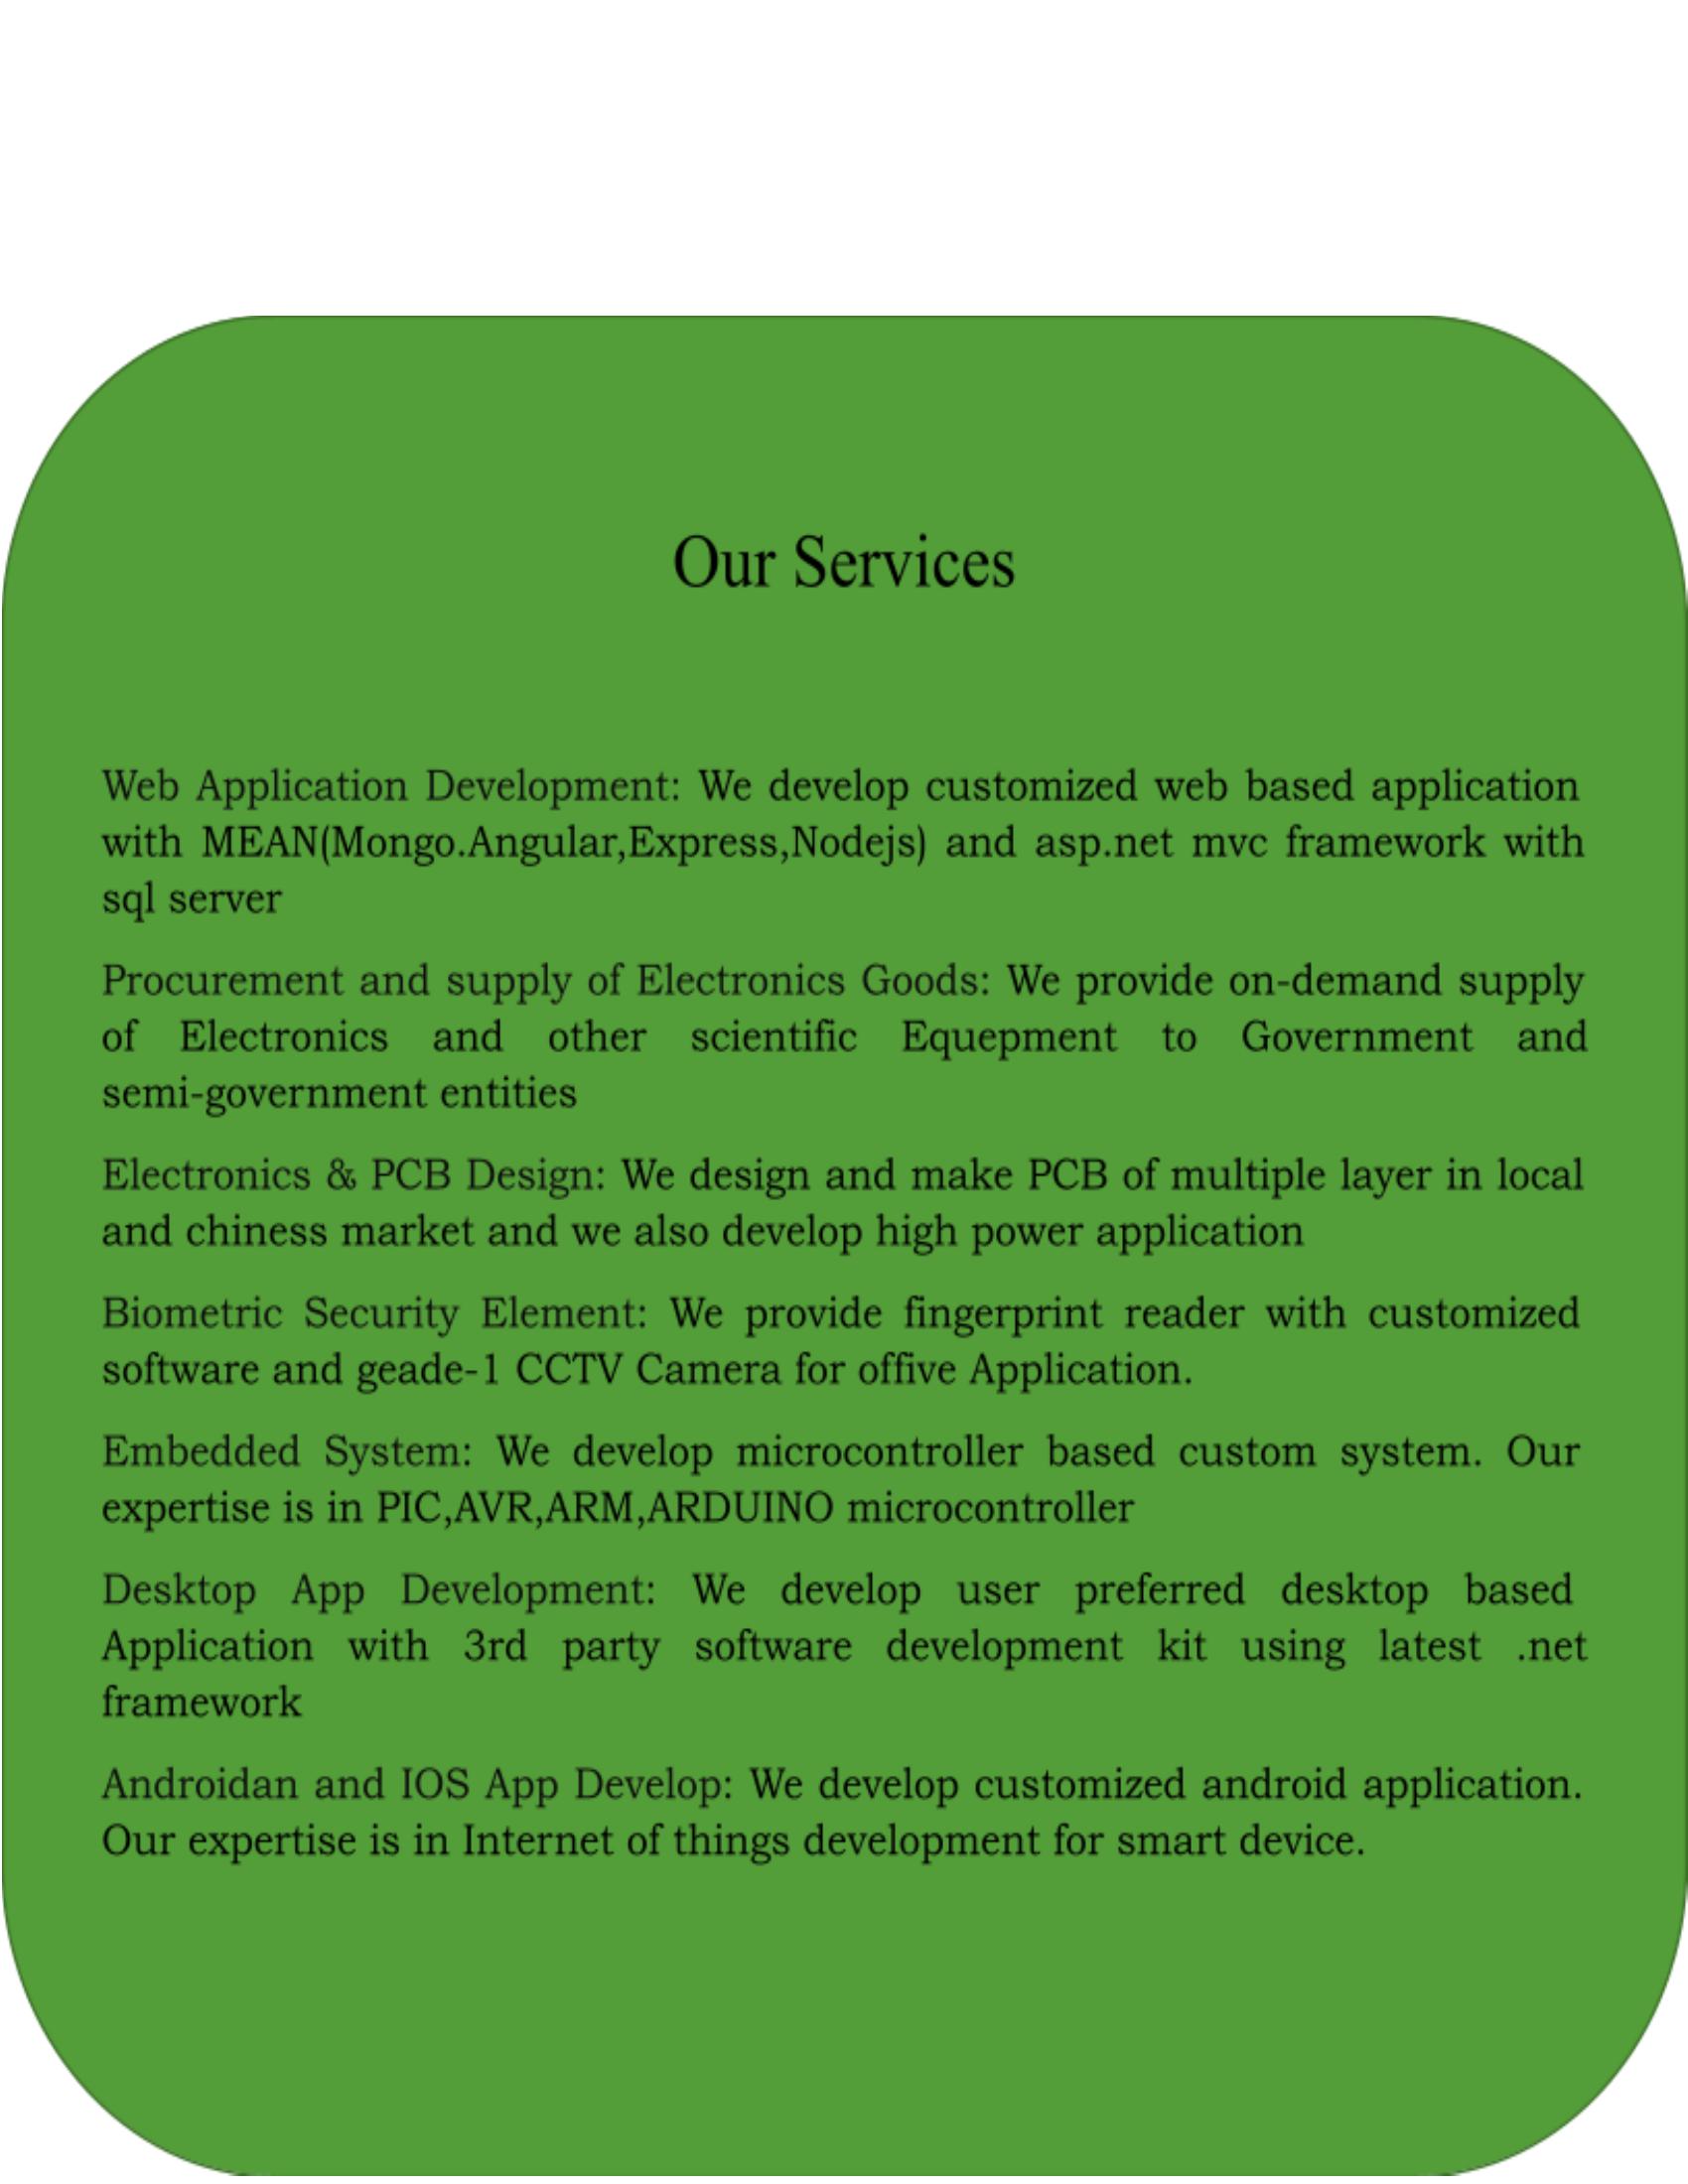 Our Services
Web Application Development: We develop customized web based application
with MEAN(Mongo.Angular,Express,Nodejs) and asp.net mvc framework with
sql server
Procurement and supply of Electronics Goods: We provide on-demand supply
of Electronics and other scientific Equepment to Government and
semi-government entities
Electronics & PCB Design: We design and make PCB of multiple layer in local
and chiness market and we also develop high power application
Biometric Security Element: We provide fingerprint reader with customized
software and geade-1 CCTV Camera for offive Application.
Embedded System: We develop microcontroller based custom system. Our
expertise is in PIC,AVR,ARM,ARDUINO microcontroller
Desktop App Development: We develop user preferred desktop based
Application with 3rd party software development kit using latest .net
framework
Androidan and IOS App Develop: We develop customized android application.
Our expertise is in Internet of things development for smart device.